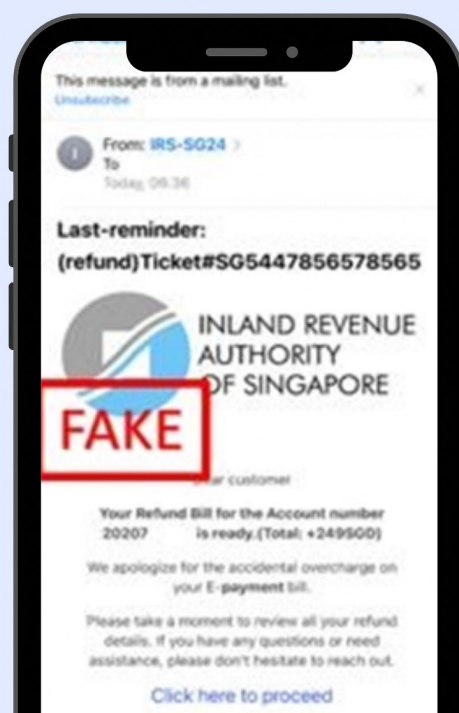 This message is from a mailing list.
Unsubscribe
From: IRS-SG24 >
To
Today, 09.36
Last-reminder:
(refund)Ticket#SG5447856578565
INLAND REVENUE
AUTHORITY
OF SINGAPORE
FAKE
customer
Your Refund Bill for the Account number
20207 is ready.(Total: +249SGD)
We apologize for the accidental overcharge on
your E-payment bill.
Please take a moment to review all your refund
details. If you have any questions or need
assistance, please don't hesitate to reach out.
Click here to proceed